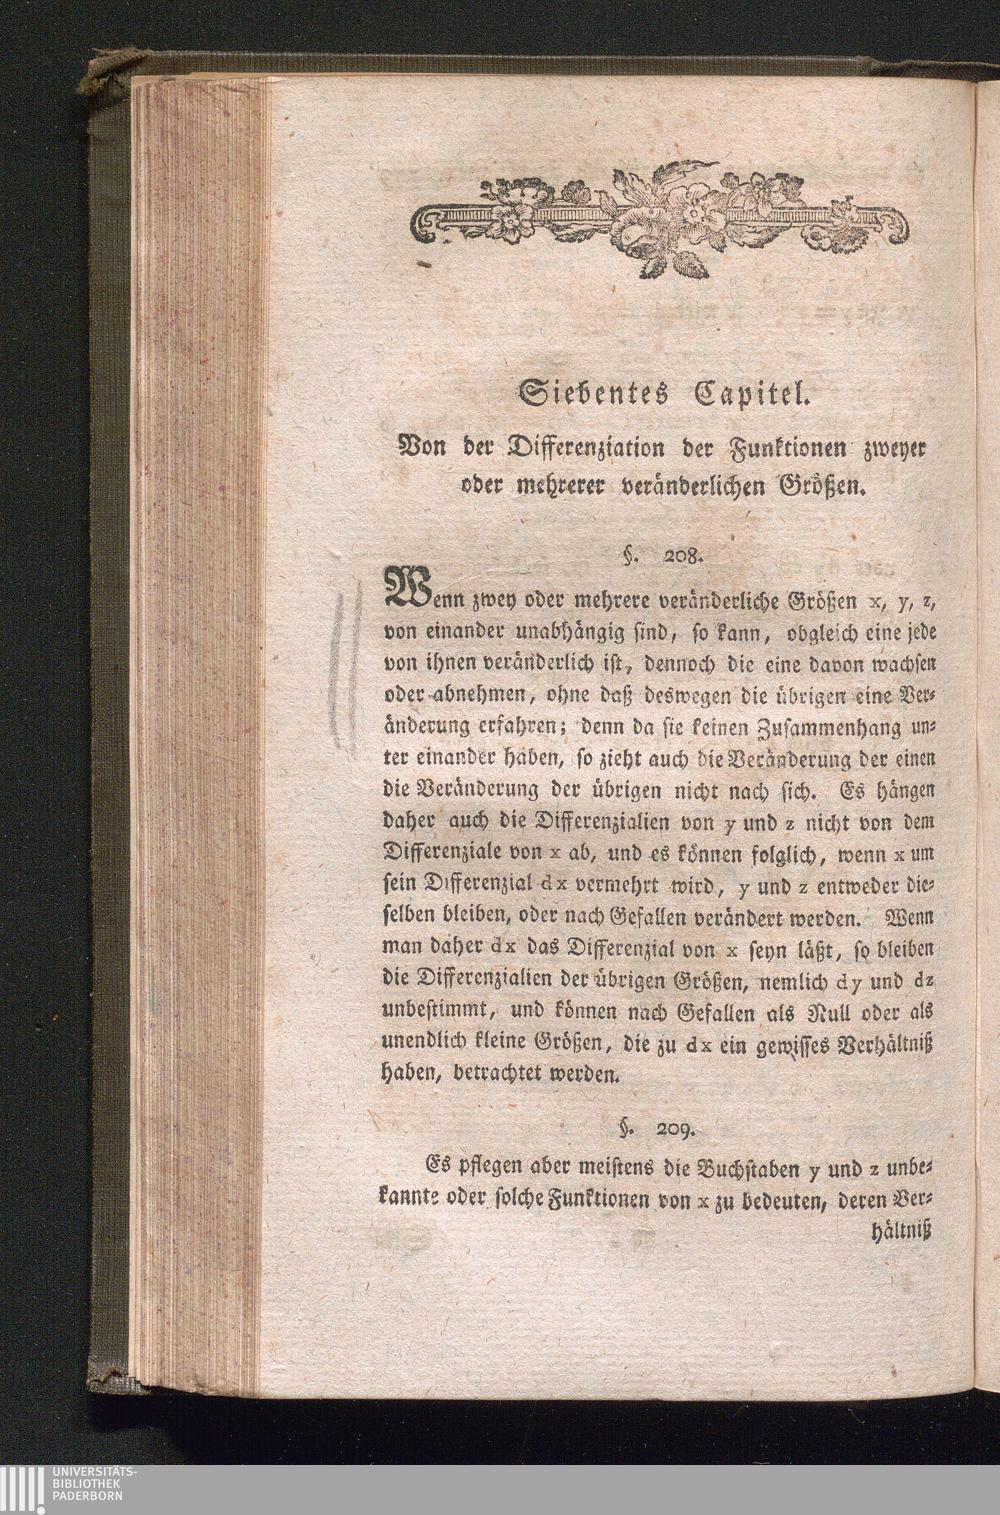 Siebentes Capitel.
Von der Differenziation der Funktionen zweyer
oder mehrerer veränderlichen Größen.
§. 208.
Wenn zwey oder mehrere veränderliche Größen x, y, z,
von einander unabhängig sind, so kann, obgleich eine jede
von ihnen veränderlich ist, dennoch die eine davon wachsen
oder abnehmen, ohne daß deswegen die übrigen eine Ver-
änderung erfahren; denn da sie keinen Zusammenhang un-
ter einander haben, so zieht auch die Veränderung der einen
die Veränderung der übrigen nicht nach sich. Es hängen
daher auch die Differenzialien von y und z nicht von dem
Differenziale von x ab, und es können folglich, wenn x um
sein Differenzial dx vermehrt wird, y und z entweder die-
selben bleiben, oder nach Gefallen verändert werden. Wenn
man daher dx das Differenzial von x seyn läßt, so bleiben
die Differenzialien der übrigen Größen, nemlich dy und dz
unbestimmt, und können nach Gefallen als Null oder als
unendlich kleine Größen, die zu dx ein gewisses Verhältniß
haben, betrachtet werden.
§. 209.
Es pflegen aber meistens die Buchstaben y und z unbe-
kannte oder solche Funktionen von x zu bedeuten, deren Ver-
hältniß
UNIVERSITÄTS-
BIBLIOTHEK
PADERBORN